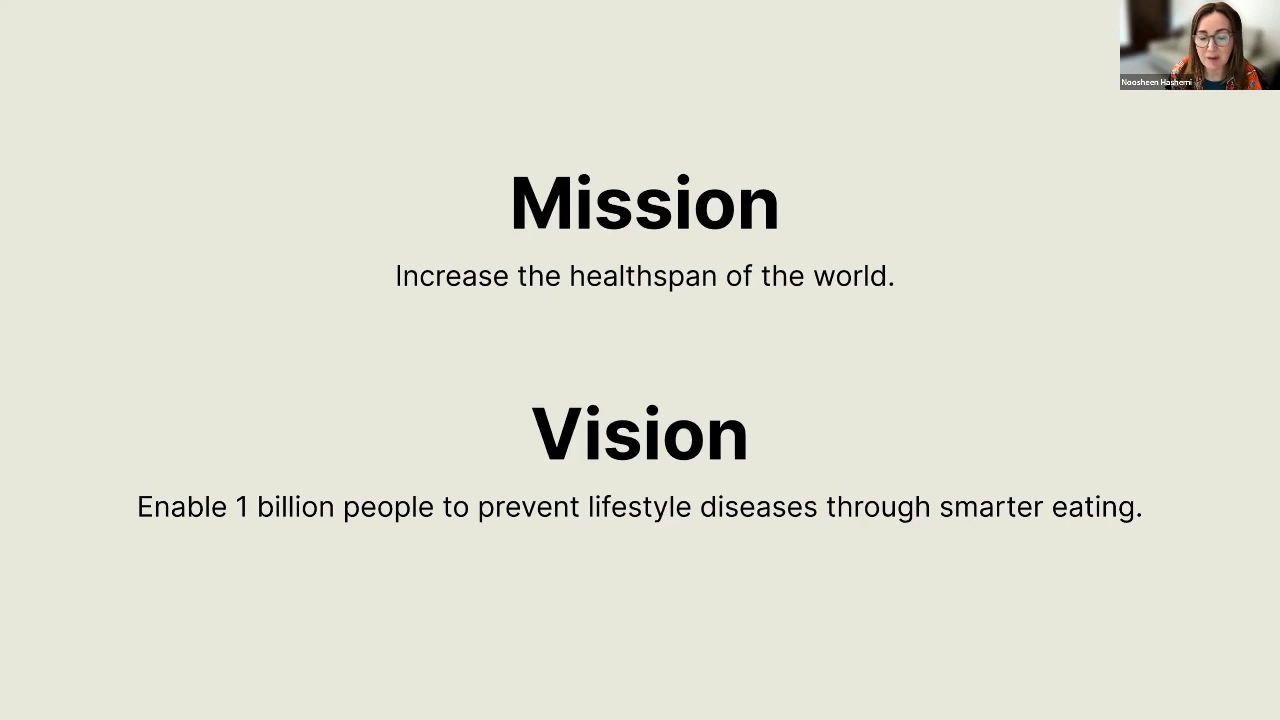 Noosheen Hashemi
Mission
Increase the healthspan of the world.
Vision
Enable 1 billion people to prevent lifestyle diseases through smarter eating.